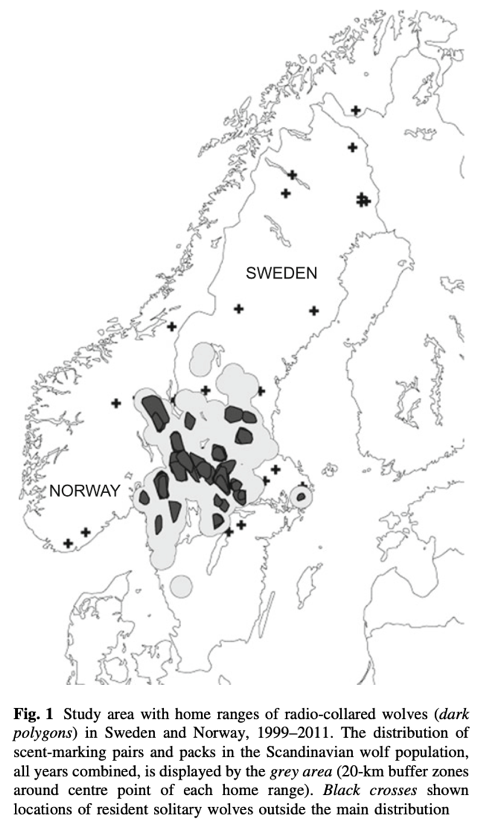 SWEDEN
NORWAY
Fig. 1 Study area with home ranges of radio-collared wolves (dark
polygons) in Sweden and Norway, 1999–2011. The distribution of
scent-marking pairs and packs in the Scandinavian wolf population,
all years combined, is displayed by the grey area (20-km buffer zones
around centre point of each home range). Black crosses shown
locations of resident solitary wolves outside the main distribution